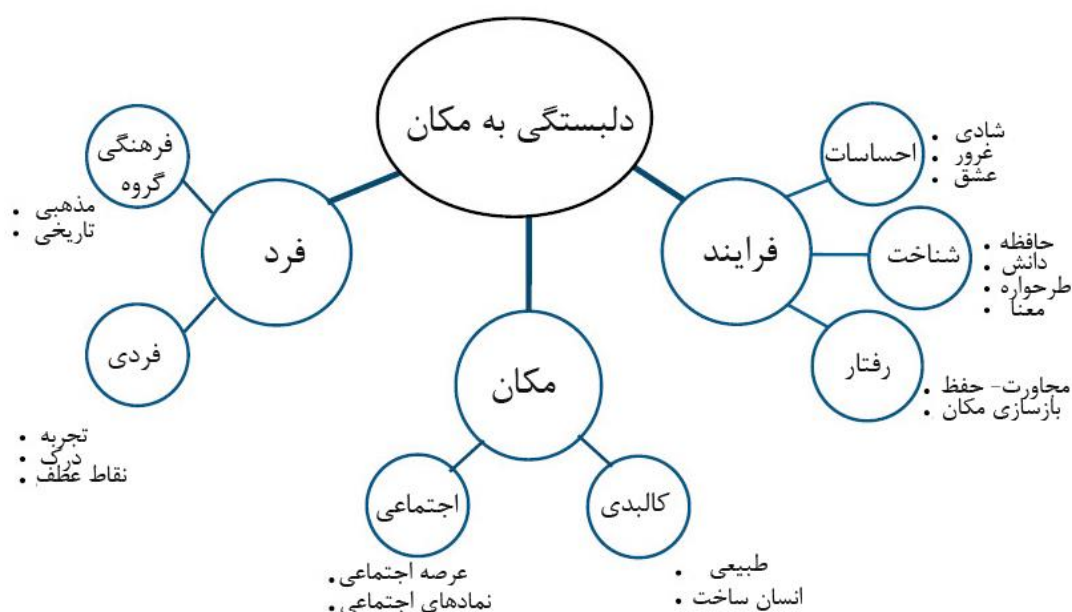 دلبستگی به مکان
فرایند
احساسات
• شادی
• غرور
• عشق
شناخت
• حافظه
• دانش
• طرحواره
• معنا
رفتار
• مجاورت- حفظ
• بازسازی مکان
مکان
کالبدی
• طبیعی
• انسان ساخت
اجتماعی
• عرصه اجتماعی
• نمادهای اجتماعی
فرد
فرهنگی
گروه
• مذهبی
• تاریخی
فردی
• تجربه
• درک
• نقاط عطف